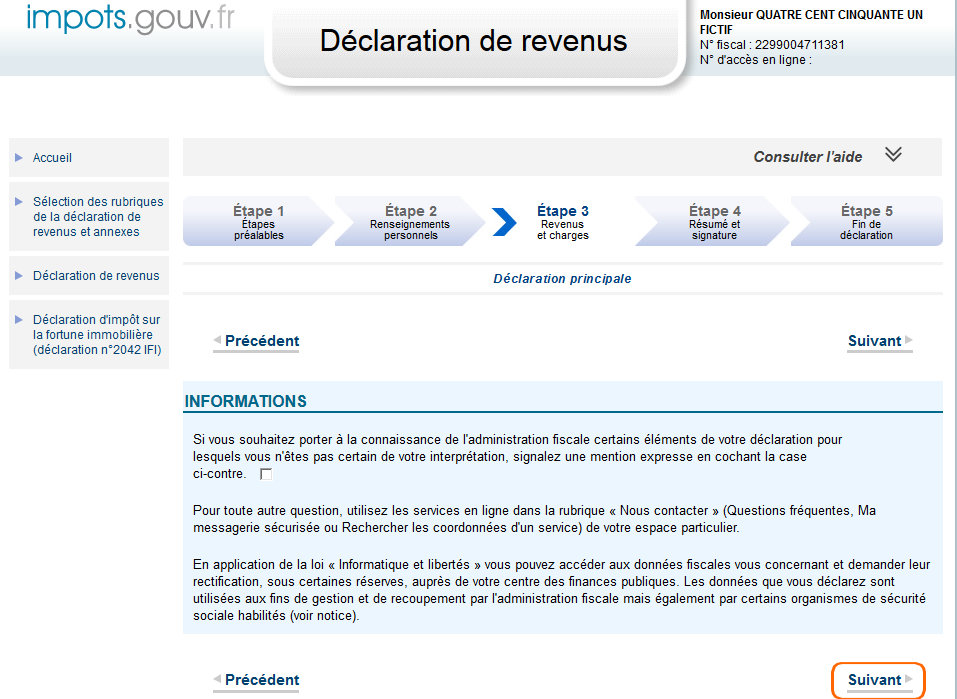 impots.gouv.fr
Déclaration de revenus
Monsieur QUATRE CENT CINQUANTE UN
FICTIF
N° fiscal : 2299004711381
N° d'accès en ligne :
Accueil
Sélection des rubriques
de la déclaration de
revenus et annexes
Déclaration de revenus
Déclaration d'impôt sur
la fortune immobilière
(déclaration n°2042 IFI)
Consulter l'aide
Étape 1
Étapes
préalables
Étape 2
Renseignements
personnels
Étape 3
Revenus
et charges
Étape 4
Résumé et
signature
Étape 5
Fin de
déclaration
Déclaration principale
Précédent
Suivant
INFORMATIONS
Si vous souhaitez porter à la connaissance de l'administration fiscale certains éléments de votre déclaration pour
lesquels vous n'êtes pas certain de votre interprétation, signalez une mention expresse en cochant la case
ci-contre.
Pour toute autre question, utilisez les services en ligne dans la rubrique « Nous contacter » (Questions fréquentes, Ma
messagerie sécurisée ou Rechercher les coordonnées d'un service) de votre espace particulier.
En application de la loi « Informatique et libertés » vous pouvez accéder aux données fiscales vous concernant et demander leur
rectification, sous certaines réserves, auprès de votre centre des finances publiques. Les données que vous déclarez sont
utilisées aux fins de gestion et de recoupement par l'administration fiscale mais également par certains organismes de sécurité
sociale habilités (voir notice).
Précédent
Suivant